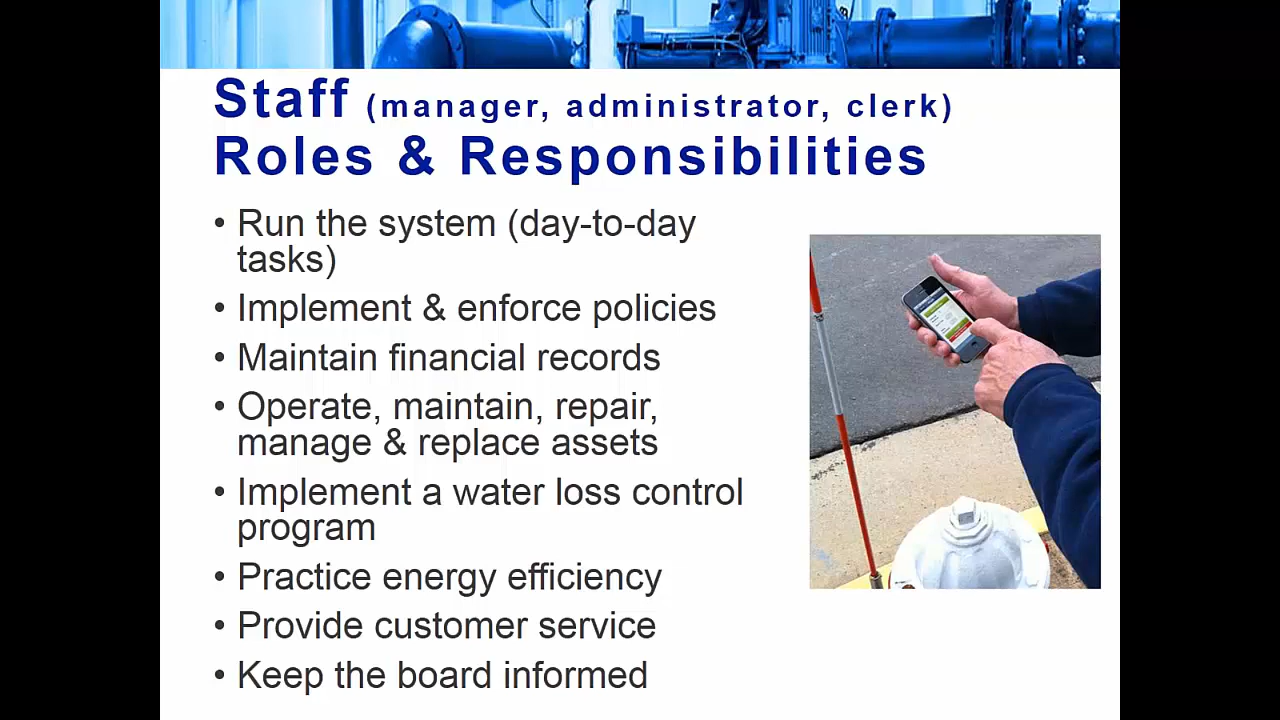 Staff (manager, administrator, clerk)
Roles & Responsibilities
• Run the system (day-to-day
tasks)
• Implement & enforce policies
• Maintain financial records
• Operate, maintain, repair,
manage & replace assets
• Implement a water loss control
program
• Practice energy efficiency
• Provide customer service
• Keep the board informed